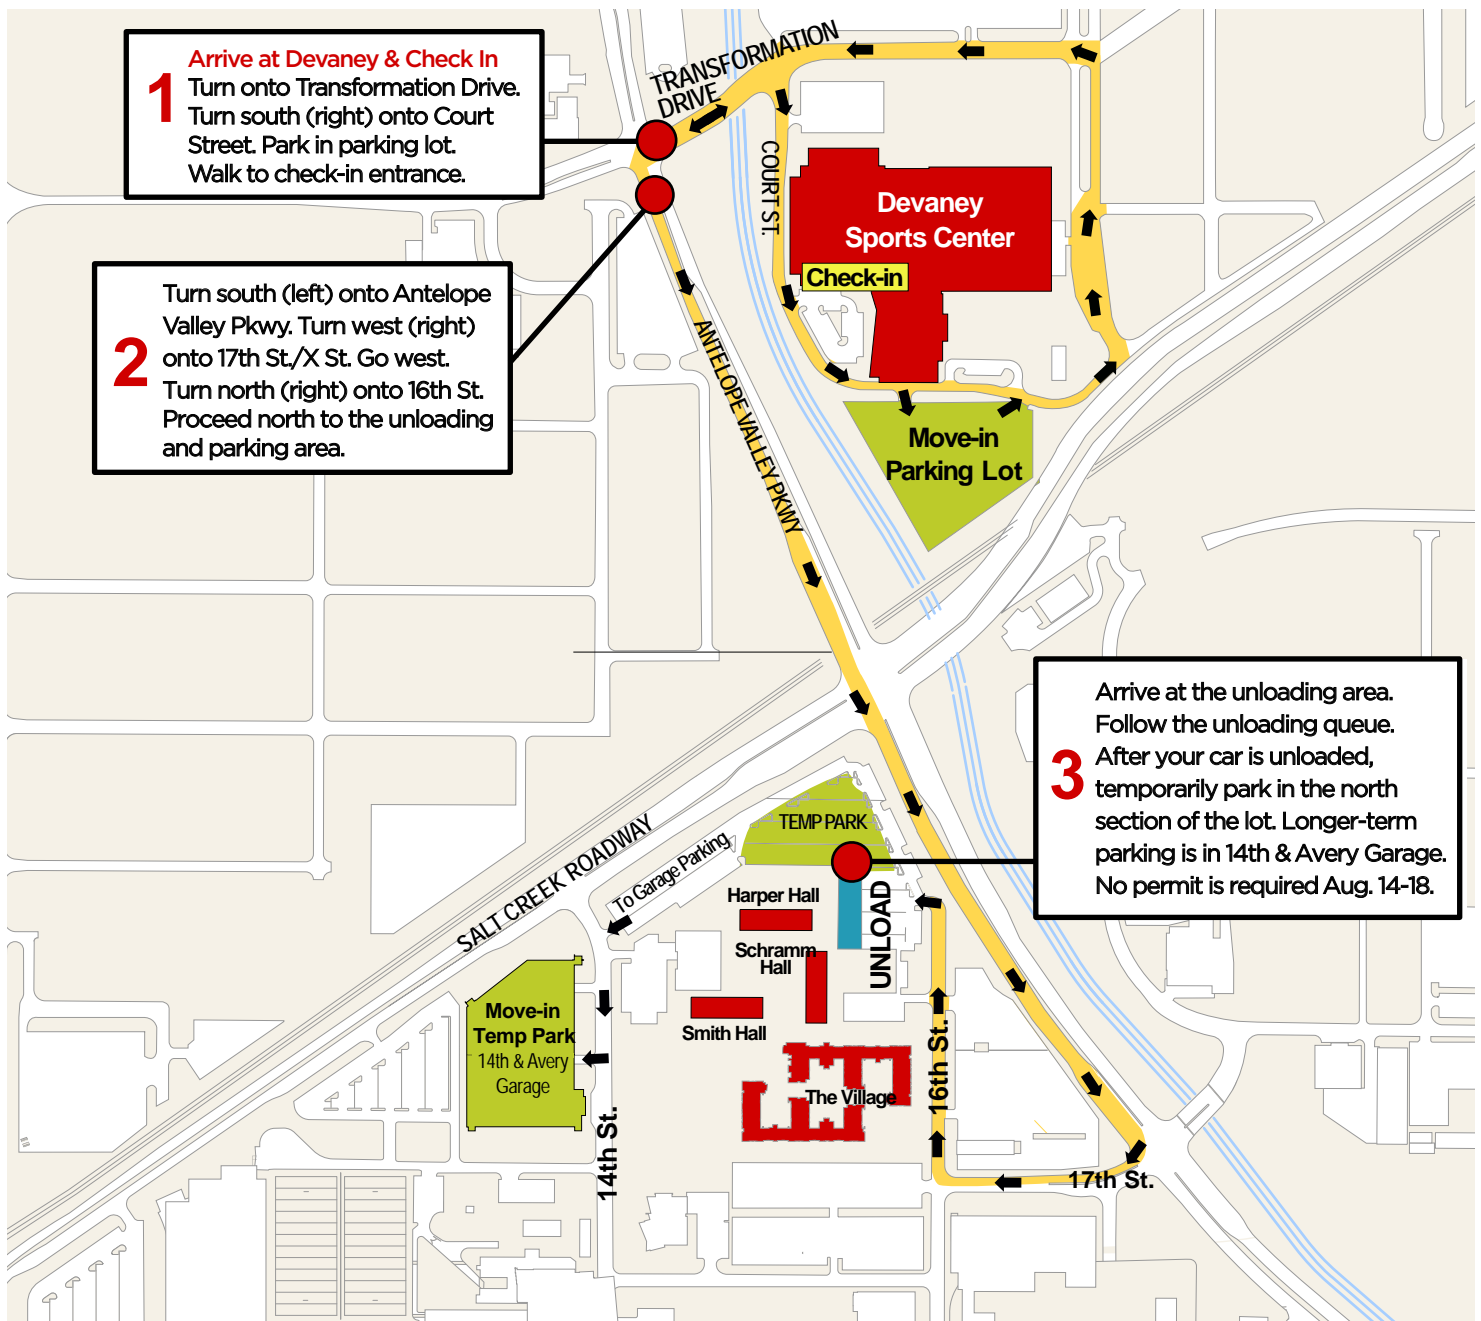 1
Arrive at Devaney & Check In
Turn onto Transformation Drive.
Turn south (right) onto Court
Street. Park in parking lot.
Walk to check-in entrance.
TRANSFORMATION
DRIVE
COURT ST.
Devaney
Sports Center
Check-in
2
Turn south (left) onto Antelope
Valley Pkwy. Turn west (right)
onto 17th St./X St. Go west.
Turn north (right) onto 16th St.
Proceed north to the unloading
and parking area.
ANTELOPE VALLEY PKWY
Move-in
Parking Lot
3
Arrive at the unloading area.
Follow the unloading queue.
After your car is unloaded,
temporarily park in the north
section of the lot. Longer-term
parking is in 14th & Avery Garage.
No permit is required Aug. 14-18.
TEMP PARK
To Garage Parking
SALT CREEK ROADWAY
Harper Hall
UNLOAD
Schramm
Hall
Move-in
Temp Park
14th & Avery
Garage
Smith Hall
The Village
16th St.
14th St.
17th St.